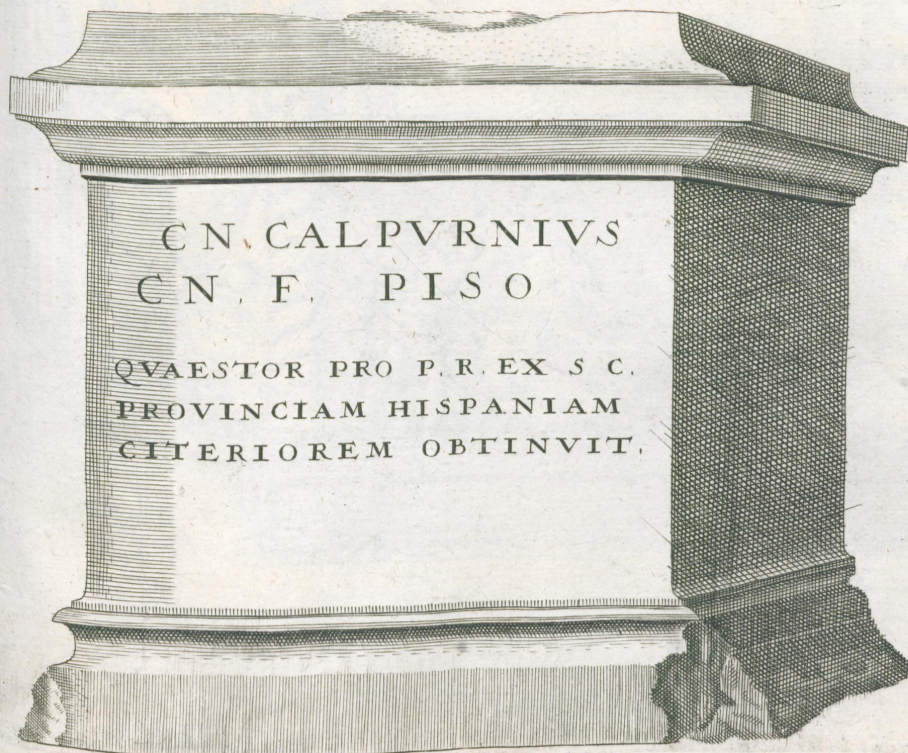 CN. CALPVRNIVS
CN. F. PISO
QVAESTOR PRO P. R. EX S C.
PROVINCIAM HISPANIAM
CITERIOREM OBTINVIT.